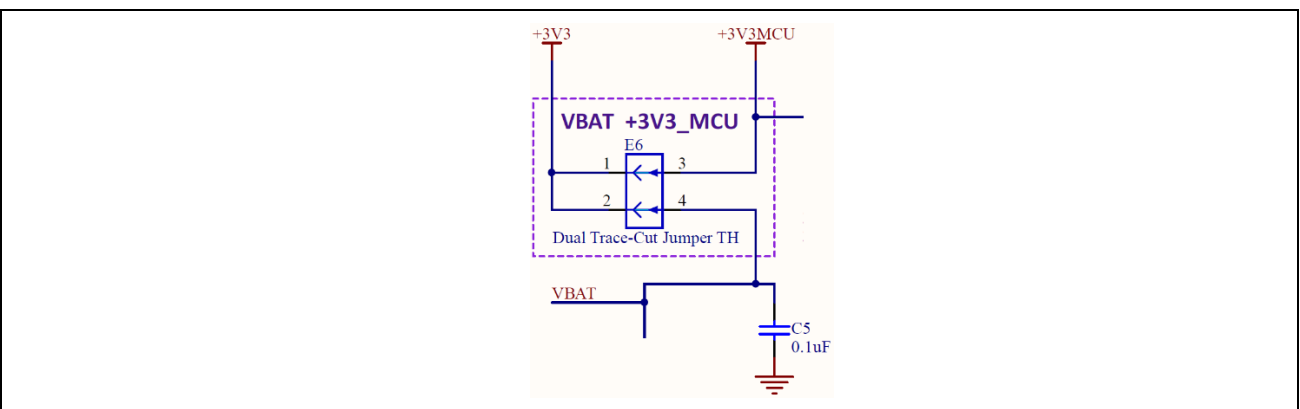 +3V3 +3V3MCU
VBAT +3V3_MCU
E6
1 3
2 4
Dual Trace-Cut Jumper TH
VBAT
C5
0.1uF